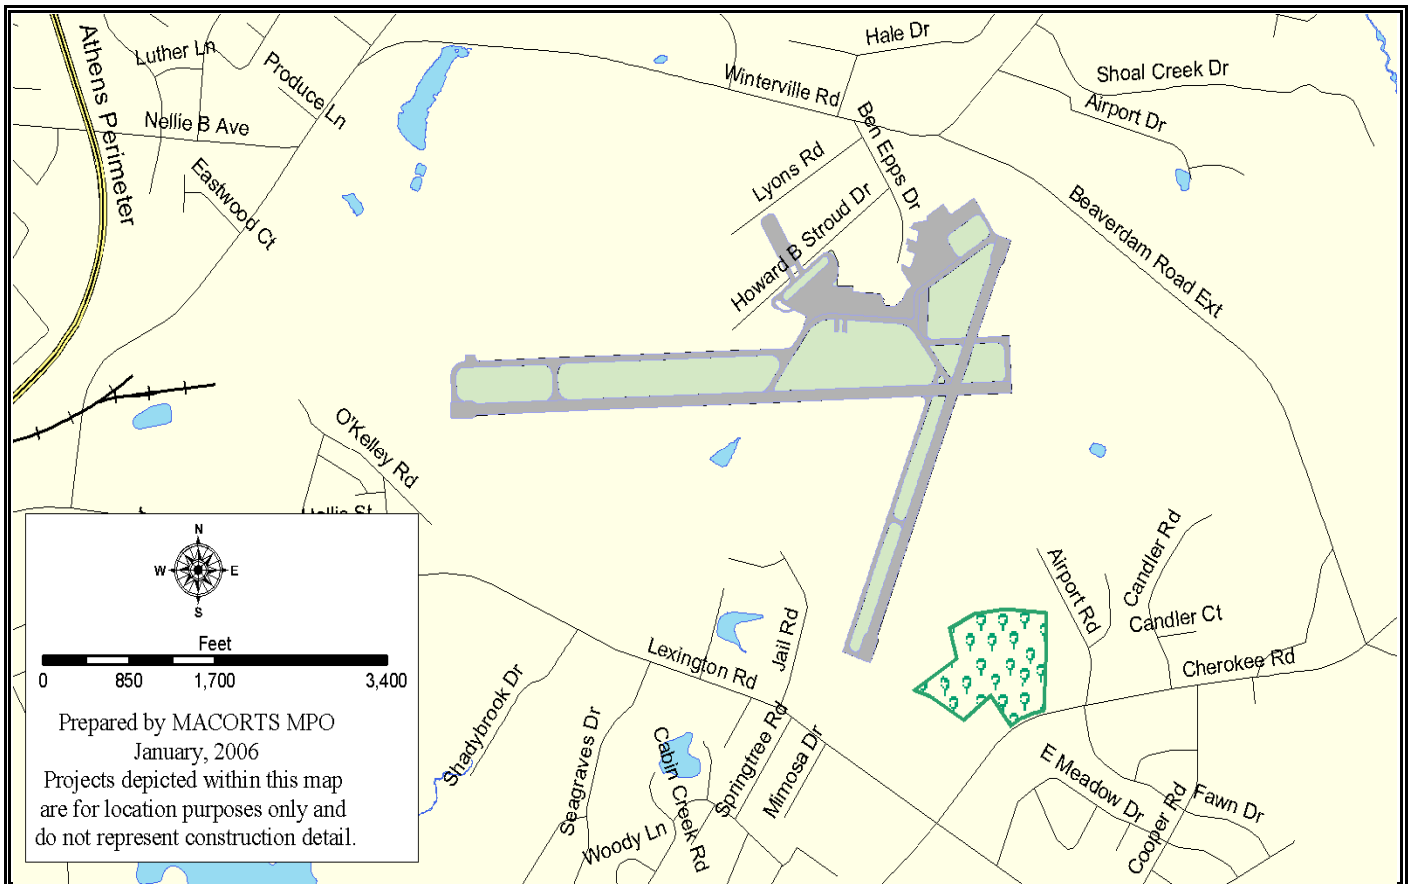 Athens Perimeter
Luther Ln
Produce Ln
Nellie B Ave
Eastwood Ct
Hale Dr
Winterville Rd
Shoal Creek Dr
Airport Dr
Ben Epps Dr
Lyons Rd
Howard B Stroud Dr
Beaverdam Road Ext
O'Kelley Rd
Hollis St
Candler Rd
Airport Rd
Candler Ct
Cherokee Rd
Jail Rd
Lexington Rd
Shadybrook Dr
Seagraves Dr
Cabin Creek Rd
Springtree Rd
Mimosa Dr
Woody Ln
E Meadow Dr
Fawn Dr
Cooper Rd
N
W E
S
Feet
0 850 1,700 3,400
Prepared by MACORTS MPO
January, 2006
Projects depicted within this map
are for location purposes only and
do not represent construction detail.